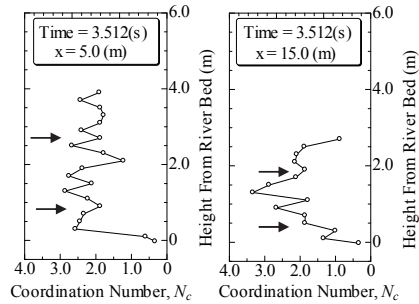 Time = 3.512(s)
x = 5.0 (m)
6.0
4.0
2.0
0
Height From River Bed (m)
4.0 3.0 2.0 1.0 0
Coordination Number, Nc
Time = 3.512(s)
x = 15.0 (m)
6.0
4.0
2.0
0
Height From River Bed (m)
4.0 3.0 2.0 1.0 0
Coordination Number, Nc